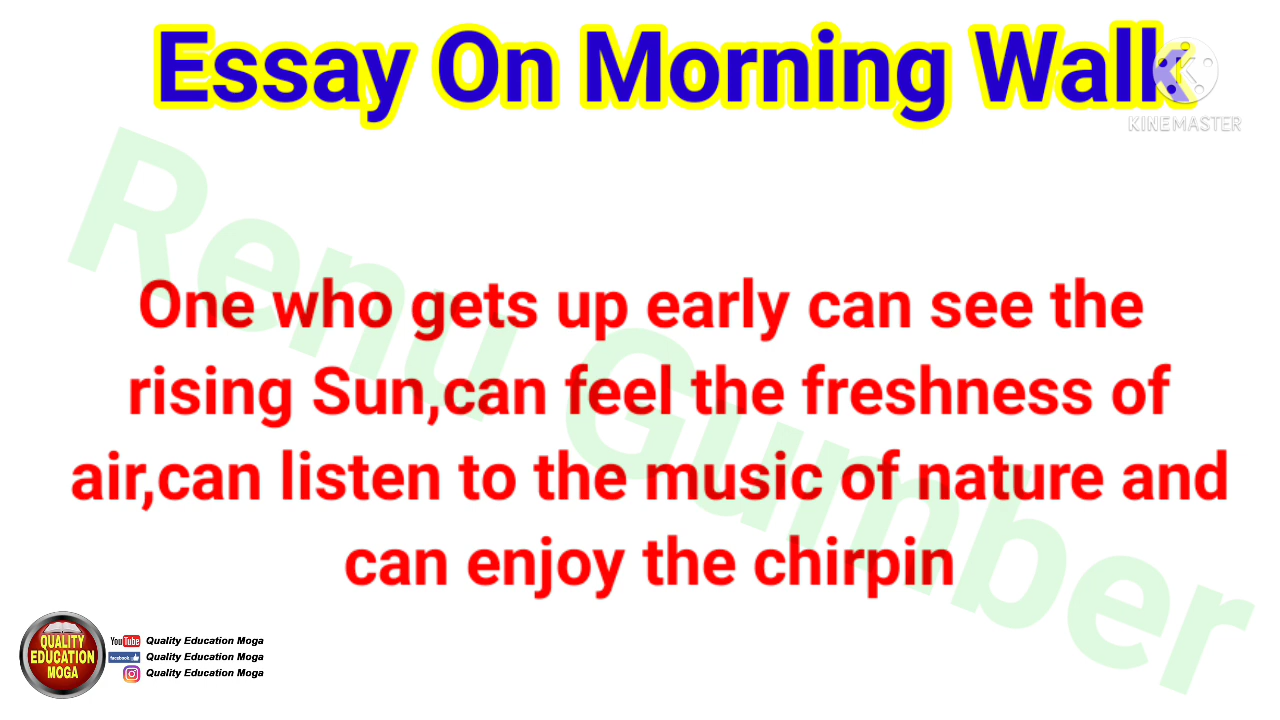 Essay On Morning Walk
KINEMASTER
One who gets up early can see the
rising Sun,can feel the freshness of
air,can listen to the music of nature and
can enjoy the chirpin
Renu Gumber
QUALITY
EDUCATION
MOGA
YouTube Quality Education Moga
facebook Quality Education Moga
Quality Education Moga